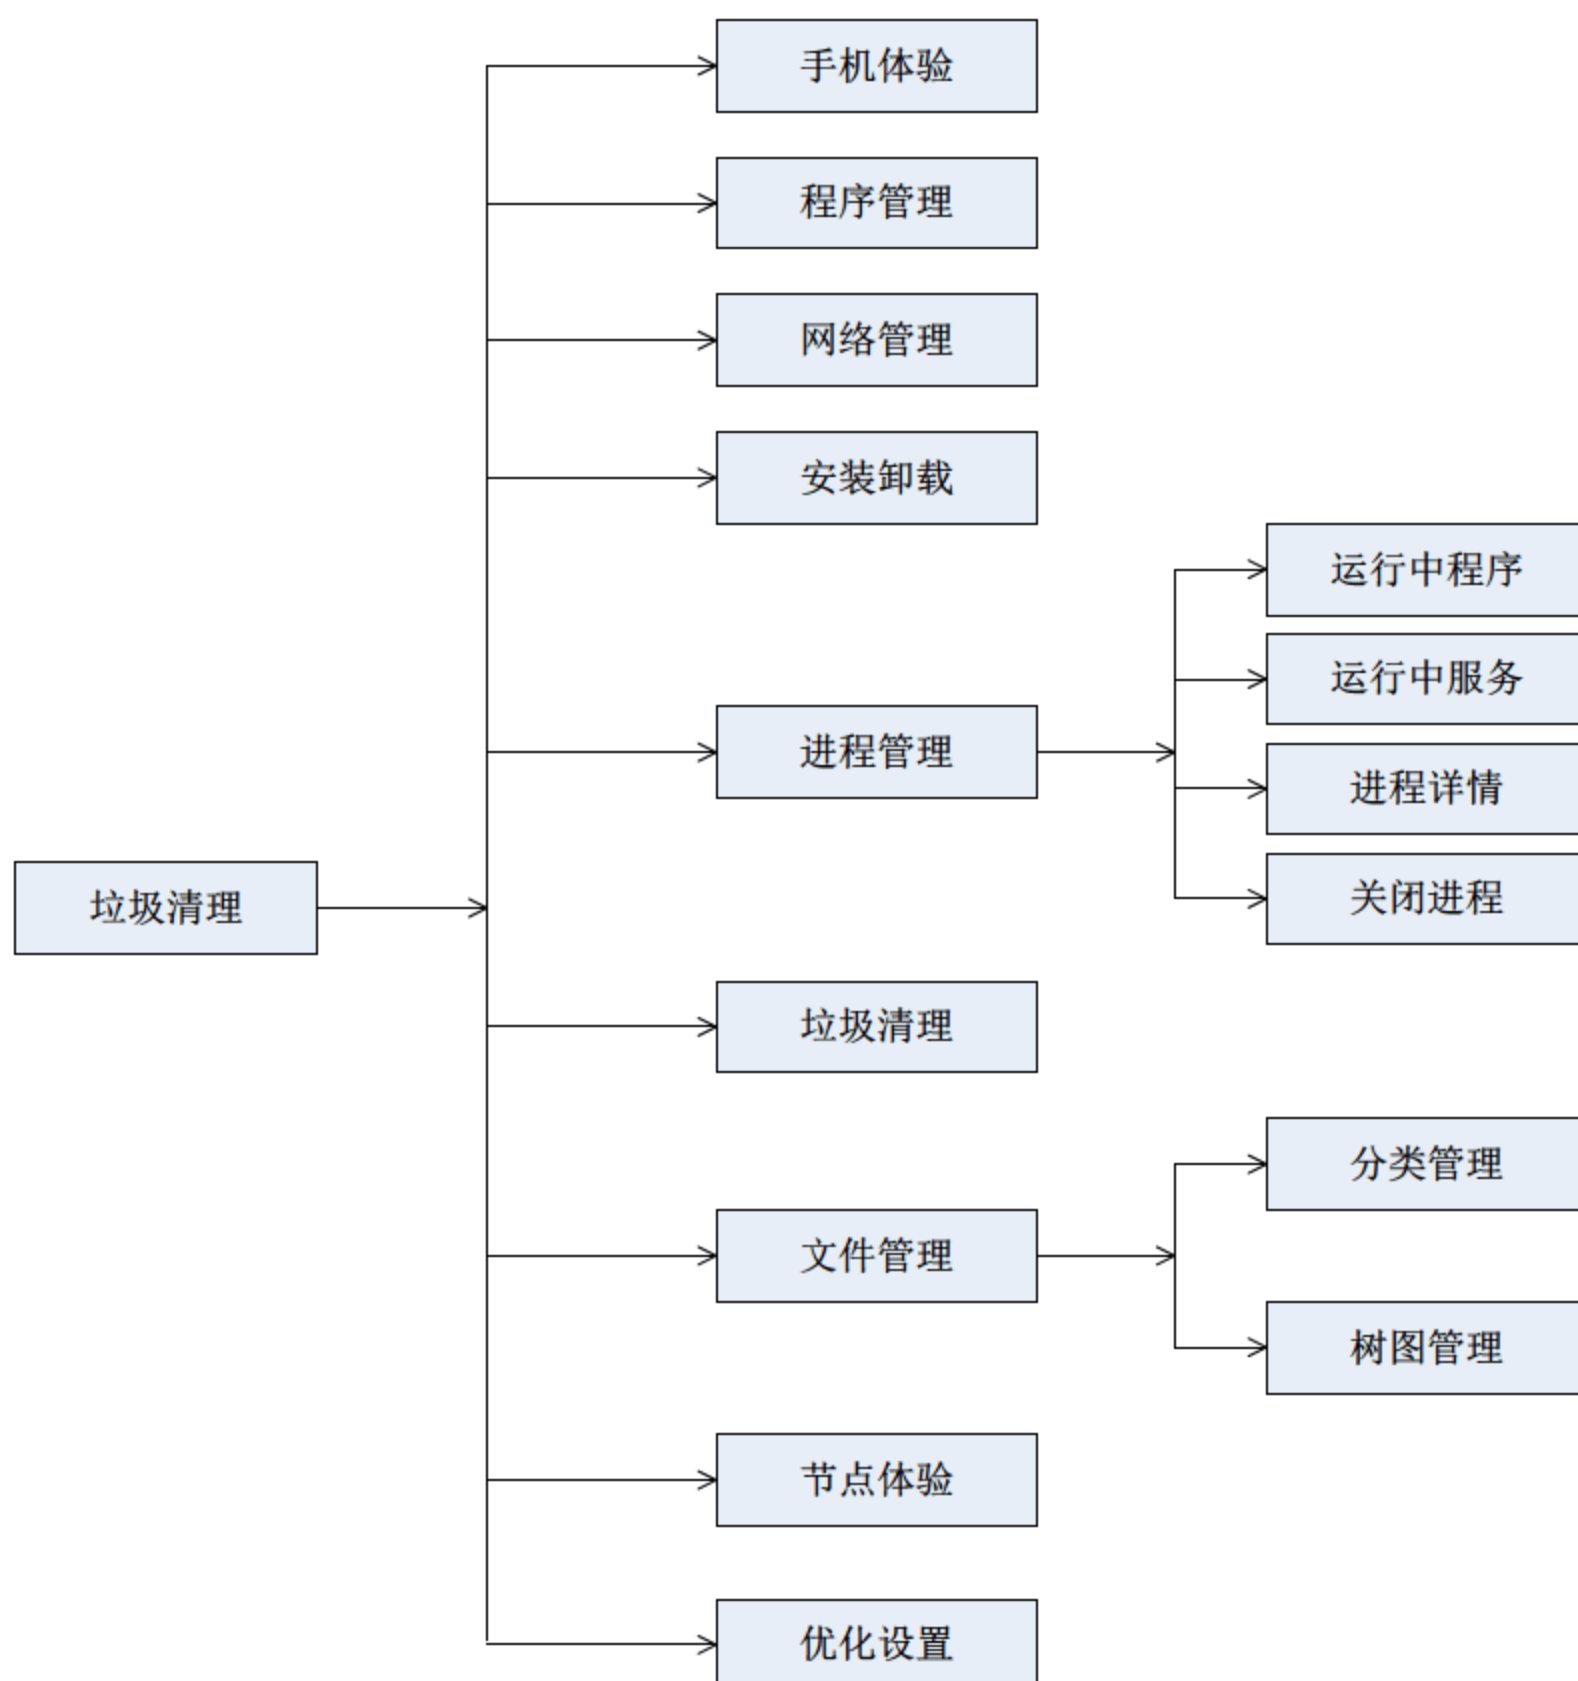 手机体验
程序管理
网络管理
安装卸载
运行中程序
运行中服务
进程管理
进程详情
关闭进程
垃圾清理
垃圾清理
分类管理
文件管理
树图管理
节点体验
优化设置